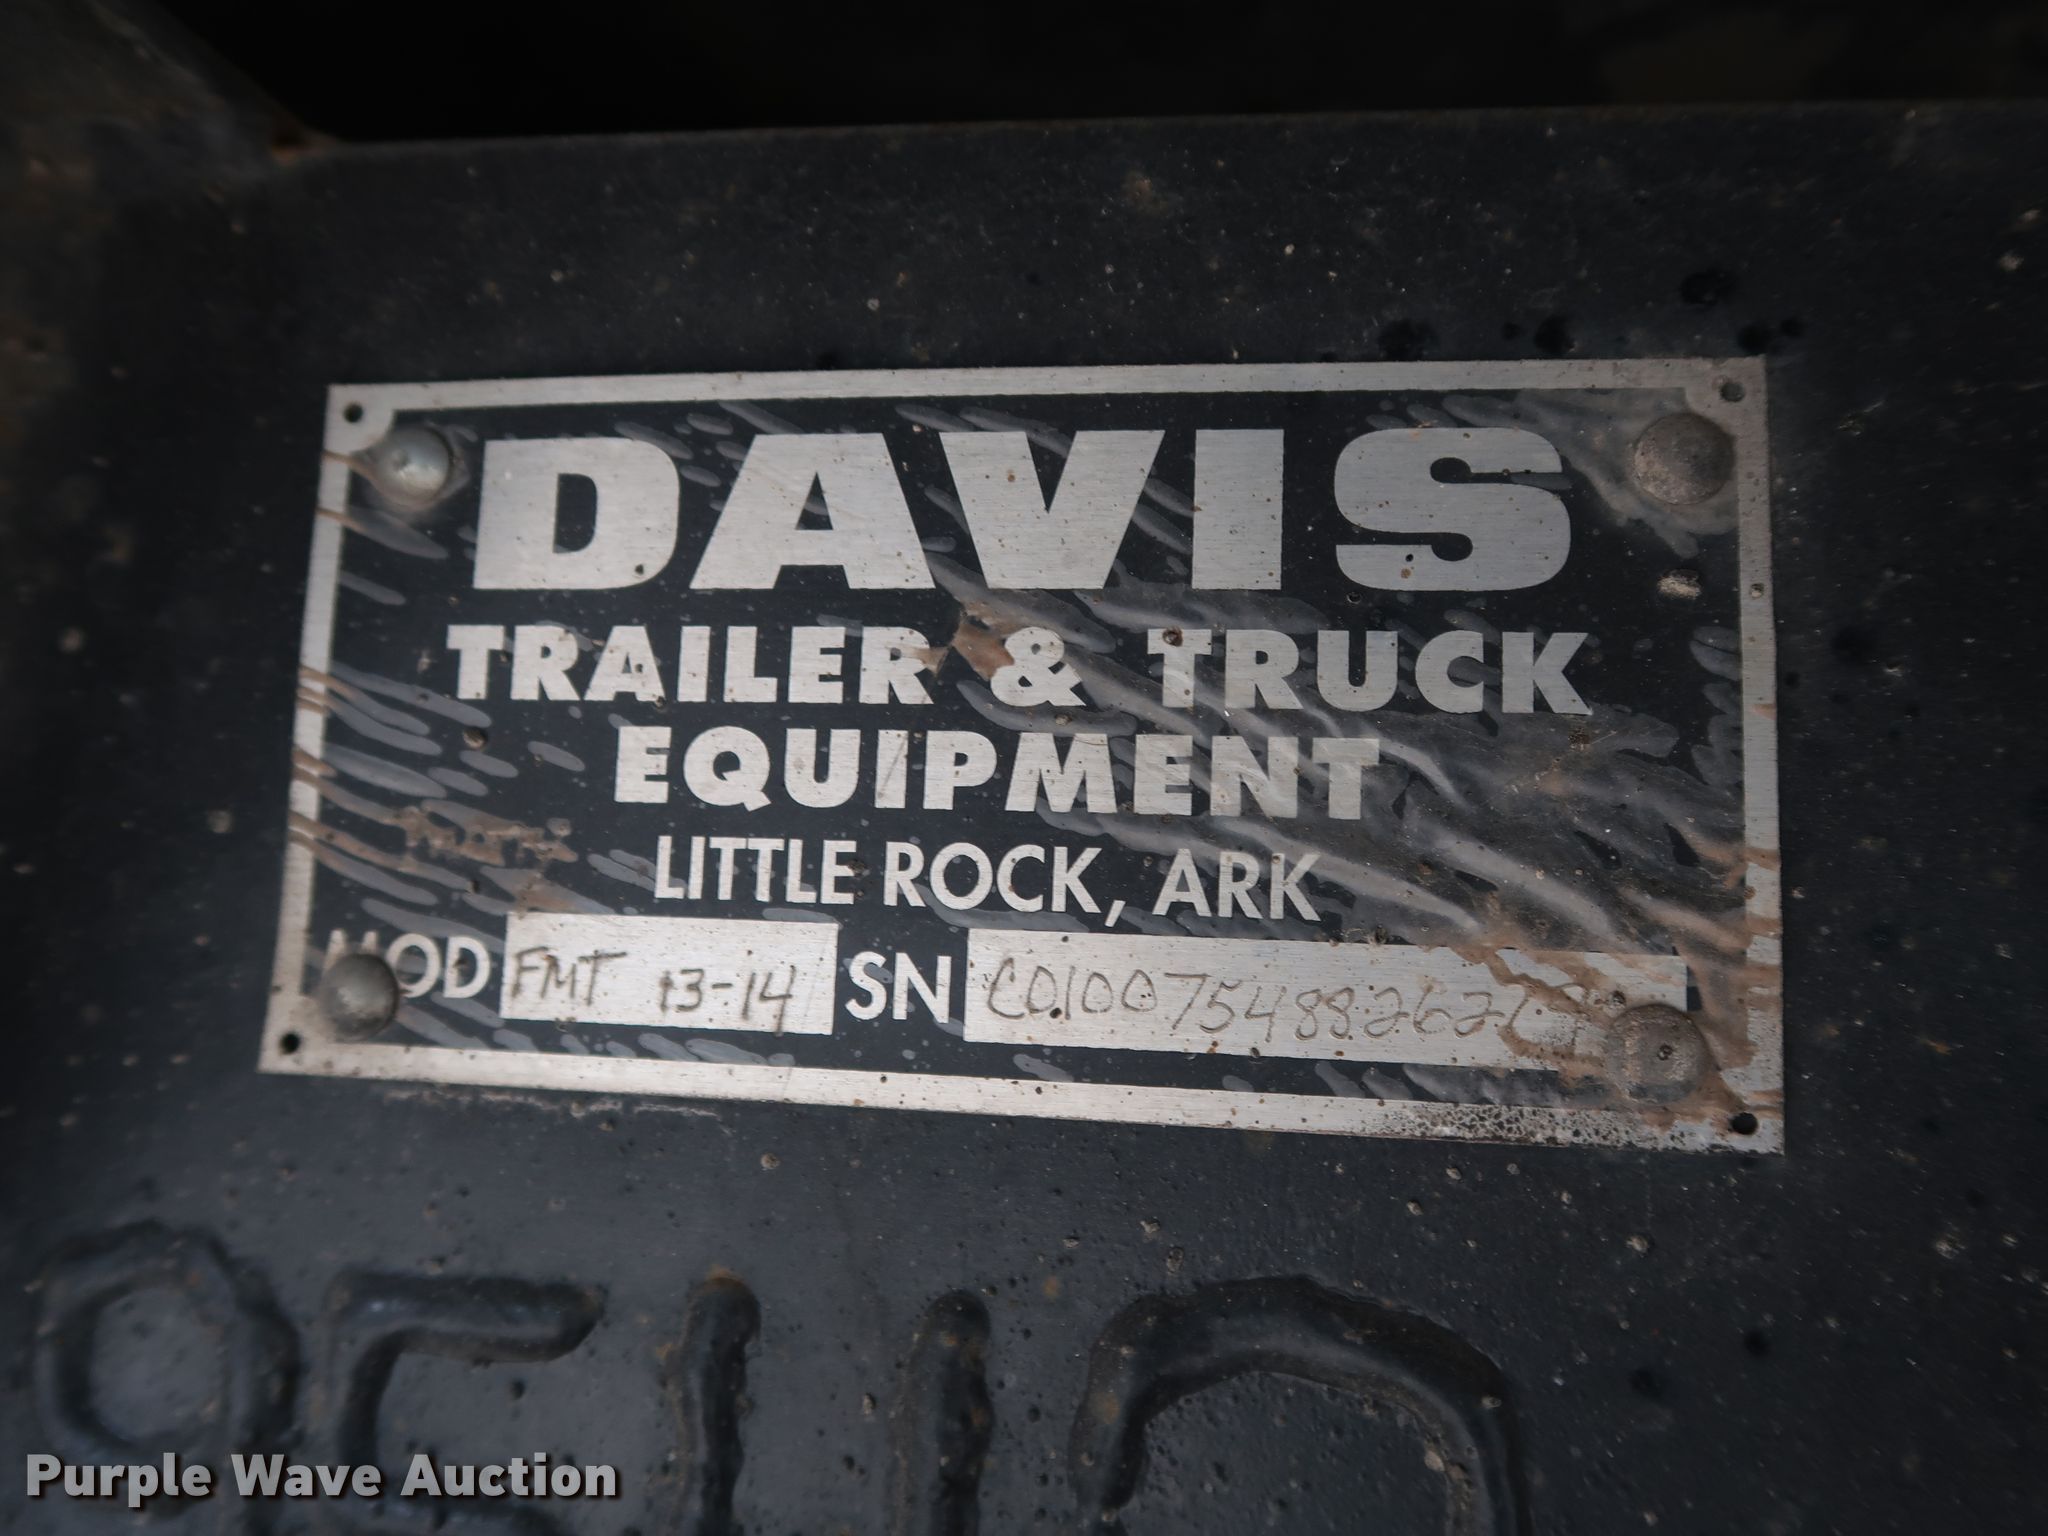 DAVIS
TRAILER & TRUCK
EQUIPMENT
LITTLE ROCK, ARK
MOD FMT 13-14 SN
Purple Wave Auction